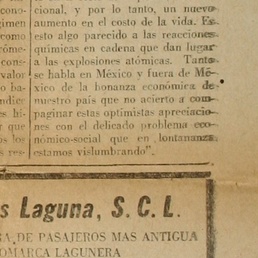 cono-
cional, y por lo tanto, un nuevo
aumento en el costo de la vida. Es
esto algo parecido a las reacciones
químicas en cadena que dan lugar
a las explosiones atómicas. Tanto
se habla en México y fuera de Mé-
xico de la honanza económica de
nuestro país que no acierto a com-
paginar estas optimistas apreciacio-
nes con el delicado problema eco-
nómico-social que en lontananza
estamos vislumbrando".
s Laguna, S. C. L.
DE PASAJEROS MAS ANTIGUA
OMARCA LAGUNERA